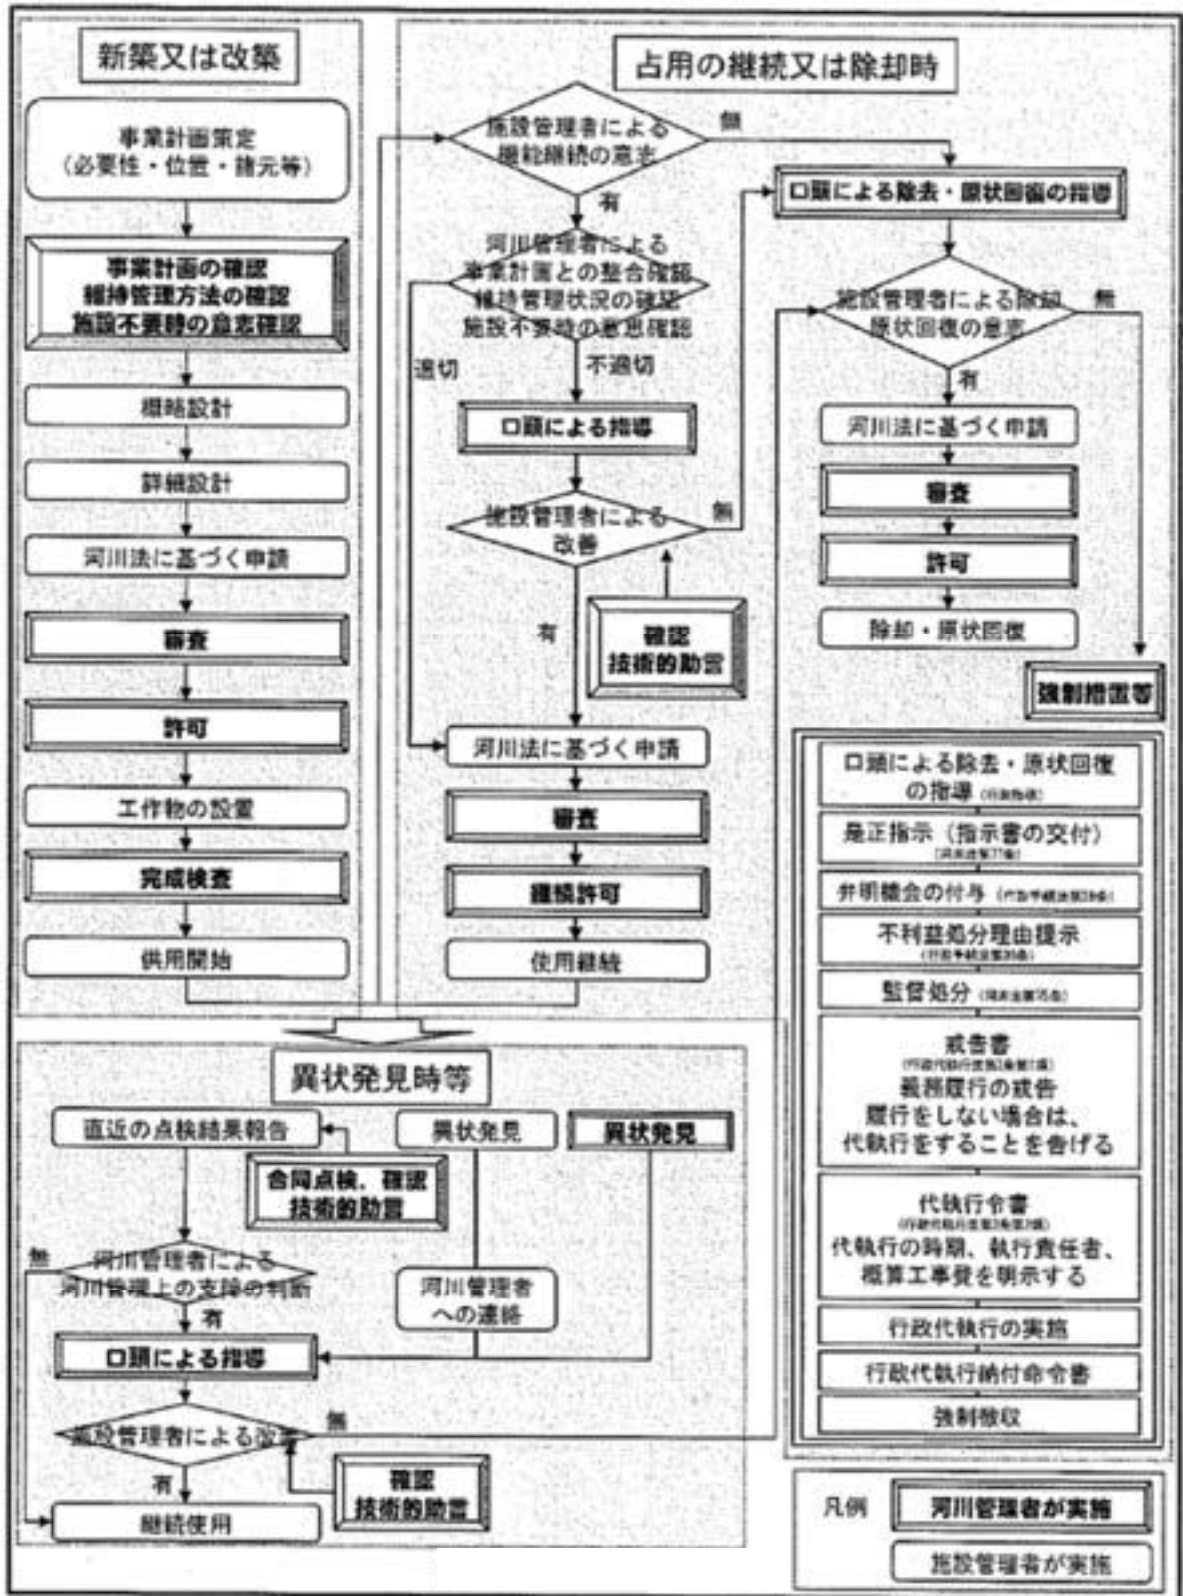 新築又は改築
事業計画策定
（必要性・位置・諸元等）
事業計画の確認
維持管理方法の確認
施設不要時の意志確認
概略設計
詳細設計
河川法に基づく申請
審査
許可
工作物の設置
完成検査
供用開始
占用の継続又は除却時
施設管理者による
機能継続の意志
無
有
河川管理者による
事業計画との整合確認
維持管理状況の確認
施設不要時の意思確認
適切
不適切
口頭による指導
施設管理者による
改善
無
有
確認
技術的助言
河川法に基づく申請
審査
継続許可
使用継続
口頭による除去・原状回復の指導
施設管理者による除却
原状回復の意志
無
有
河川法に基づく申請
審査
許可
除却・原状回復
強制措置等
口頭による除去・原状回復
の指導（行政指導）
是正指示（指示書の交付）
弁明機会の付与
不利益処分理由提示
監督処分
戒告書
義務履行の戒告
履行をしない場合は、
代執行をすることを告げる
代執行令書
代執行の時期、執行責任者、
概算工事費を明示する
行政代執行の実施
行政代執行納付命令書
強制徴収
異状発見時等
直近の点検結果報告
異状発見
異状発見
合同点検、確認
技術的助言
河川管理者による
河川管理上の支障の判断
無
有
河川管理者
への連絡
口頭による指導
施設管理者による改善
無
有
確認
技術的助言
継続使用
凡例
河川管理者が実施
施設管理者が実施